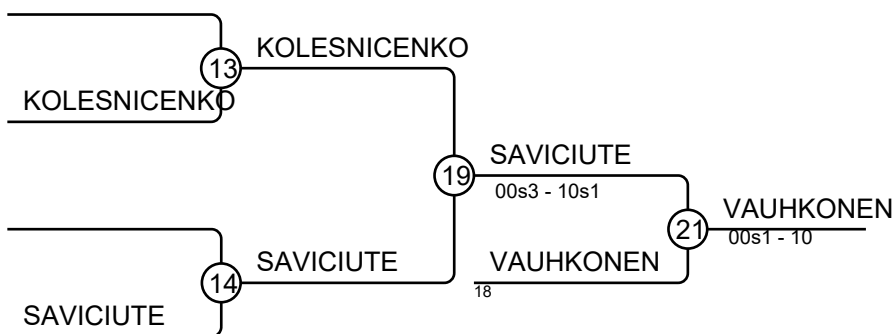 KOLESNICENKO
13
KOLESNICENKO
SAVICIUTE
19
00s3 - 10s1
VAUHKONEN
21
00s1 - 10
SAVICIUTE
14
VAUHKONEN
18
SAVICIUTE